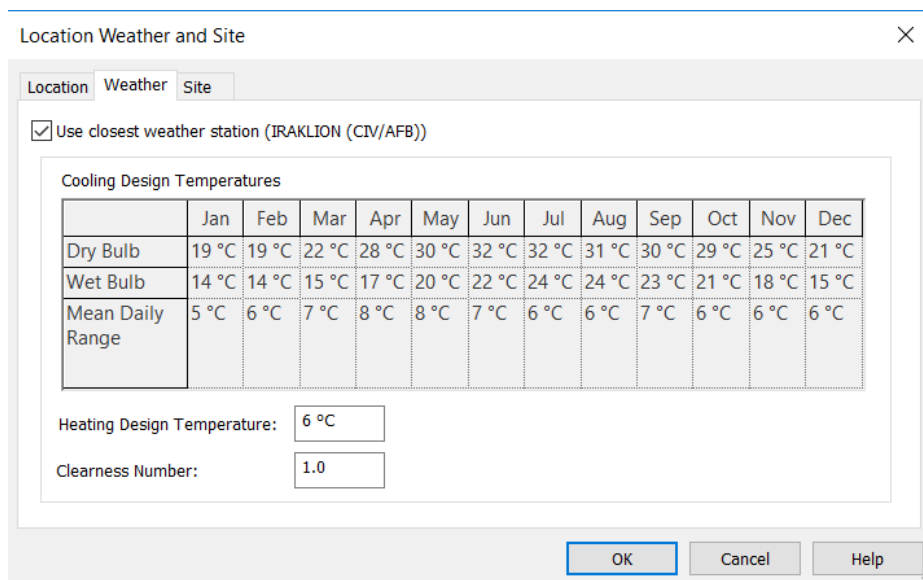 Location Weather and Site
Location Weather Site
Use closest weather station (IRAKLION (CIV/AFB))
Cooling Design Temperatures
Jan Feb Mar Apr May Jun Jul Aug Sep Oct Nov Dec
Dry Bulb 19 °C 19 °C 22 °C 28 °C 30 °C 32 °C 32 °C 31 °C 30 °C 29 °C 25 °C 21 °C
Wet Bulb 14 °C 14 °C 15 °C 17 °C 20 °C 22 °C 24 °C 24 °C 23 °C 21 °C 18 °C 15 °C
Mean Daily 5 °C 6 °C 7 °C 8 °C 8 °C 7 °C 6 °C 6 °C 7 °C 6 °C 6 °C 6 °C
Range
Heating Design Temperature: 6 °C
Clearness Number: 1.0
OK Cancel Help